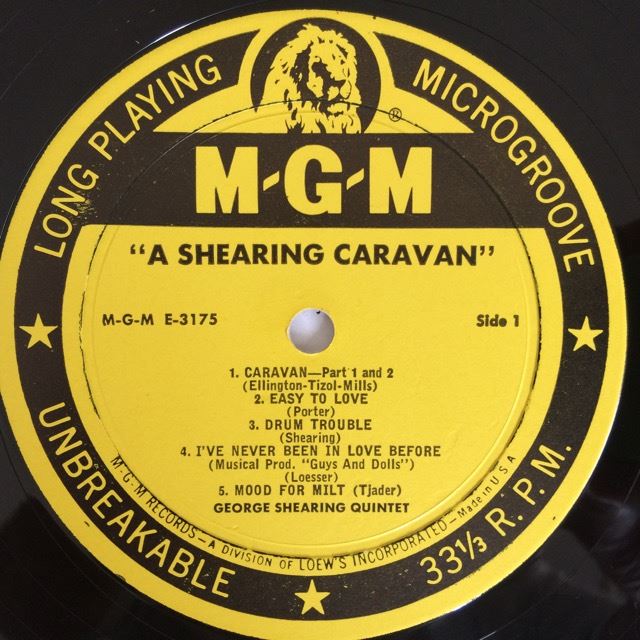 LONG PLAYING
MICROGROOVE
®
M-G-M
"A SHEARING CARAVAN"
M-G-M E-3175
Side 1
1. CARAVAN—Part 1 and 2
(Ellington-Tizol-Mills)
2. EASY TO LOVE
(Porter)
3. DRUM TROUBLE
(Shearing)
4. I'VE NEVER BEEN IN LOVE BEFORE
(Musical Prod. "Guys And Dolls")
(Loesser)
5. MOOD FOR MILT (Tjader)
GEORGE SHEARING QUINTET
M-G-M RECORDS—A DIVISION OF LOEW'S INCORPORATED—Made in U.S.A
UNBREAKABLE
33⅓ R.P.M.